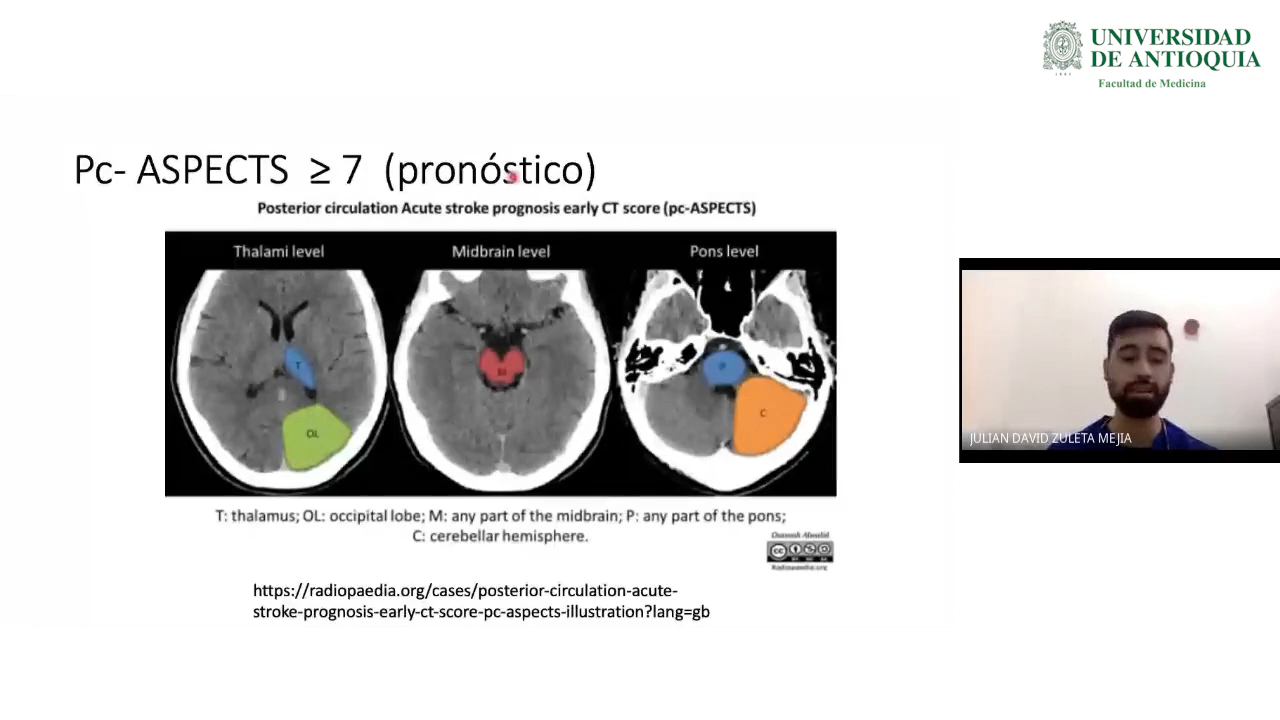 UNIVERSIDAD
DE ANTIOQUIA
Facultad de Medicina
Pc- ASPECTS ≥ 7 (pronóstico)
Posterior circulation Acute stroke prognosis early CT score (pc-ASPECTS)
Thalami level
Midbrain level
Pons level
T
OL
M
P
C
T: thalamus; OL: occipital lobe; M: any part of the midbrain; P: any part of the pons;
C: cerebellar hemisphere.
cc
Radiopaedia.org
https://radiopaedia.org/cases/posterior-circulation-acute-
stroke-prognosis-early-ct-score-pc-aspects-illustration?lang=gb
JULIAN DAVID ZULETA MEJIA